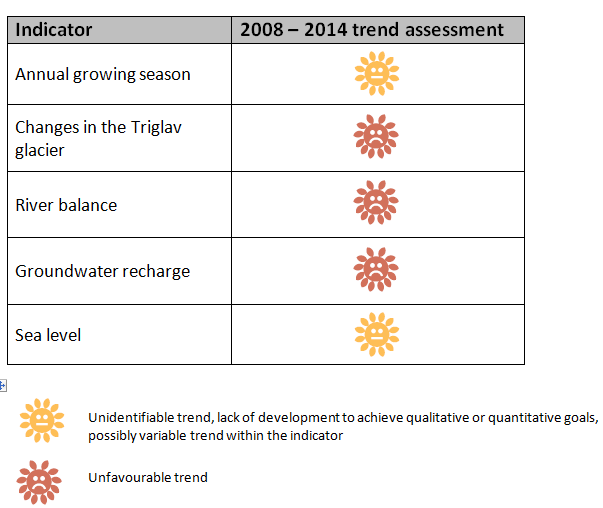 Indicator 2008 – 2014 trend assessment
Annual growing season
Changes in the Triglav
glacier
River balance
Groundwater recharge
Sea level
Unidentifiable trend, lack of development to achieve qualitative or quantitative goals,
possibly variable trend within the indicator
Unfavourable trend